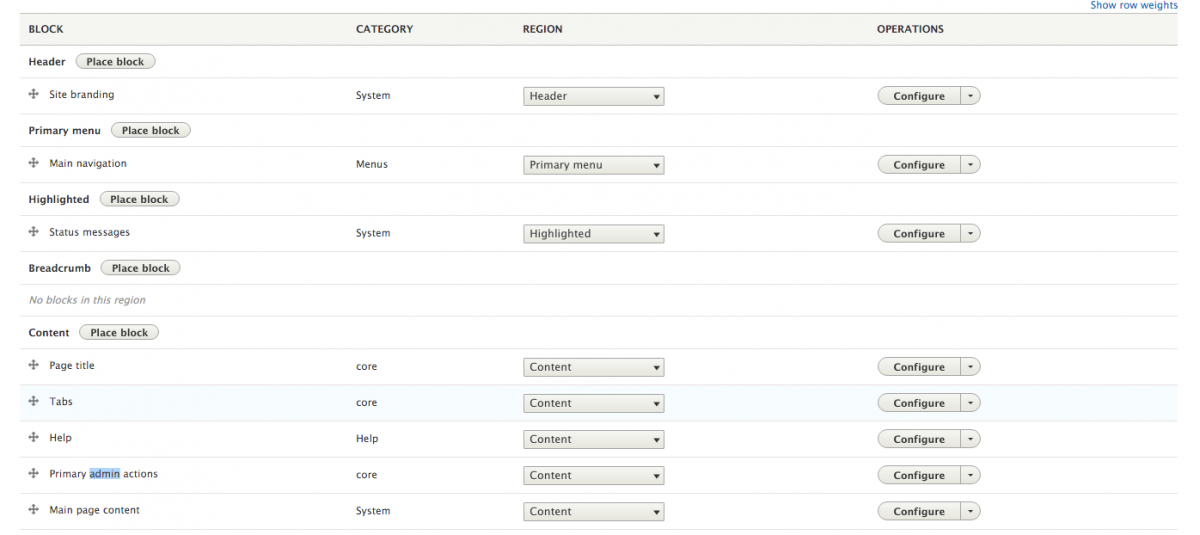 Show row weights
BLOCK CATEGORY REGION OPERATIONS
Header Place block
Site branding System Header Configure
Primary menu Place block
Main navigation Menus Primary menu Configure
Highlighted Place block
Status messages System Highlighted Configure
Breadcrumb Place block
No blocks in this region
Content Place block
Page title core Content Configure
Tabs core Content Configure
Help Help Content Configure
Primary admin actions core Content Configure
Main page content System Content Configure